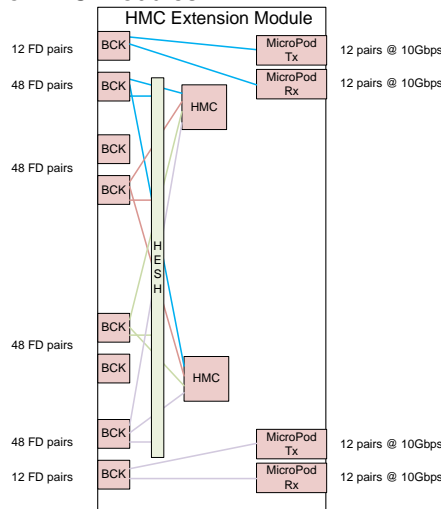 HMC Extension Module
12 FD pairs
BCK
MicroPod
Tx
12 pairs @ 10Gbps
MicroPod
Rx
12 pairs @ 10Gbps
48 FD pairs
BCK
HMC
BCK
48 FD pairs
BCK
H
E
S
H
BCK
48 FD pairs
BCK
HMC
BCK
48 FD pairs
MicroPod
Tx
12 pairs @ 10Gbps
12 FD pairs
BCK
MicroPod
Rx
12 pairs @ 10Gbps